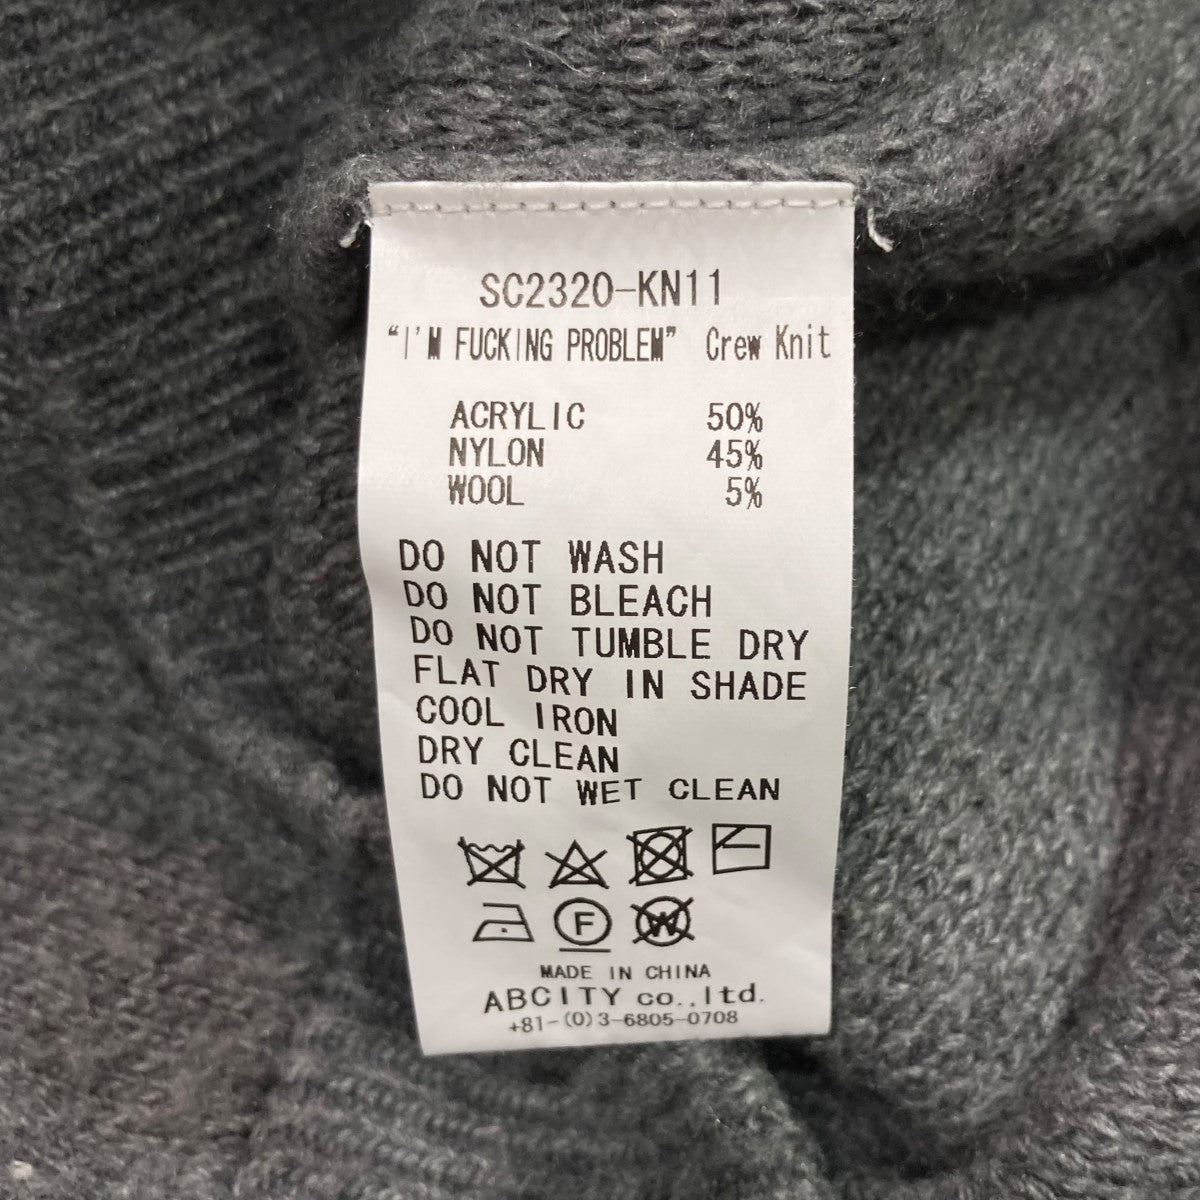 SC2320-KN11
“I'M FUCKING PROBLEM” Crew Knit
ACRYLIC 50%
NYLON 45%
WOOL 5%
DO NOT WASH
DO NOT BLEACH
DO NOT TUMBLE DRY
FLAT DRY IN SHADE
COOL IRON
DRY CLEAN
DO NOT WET CLEAN
F W
MADE IN CHINA
ABCITY co.,ltd.
+81-(0)3-6805-0708